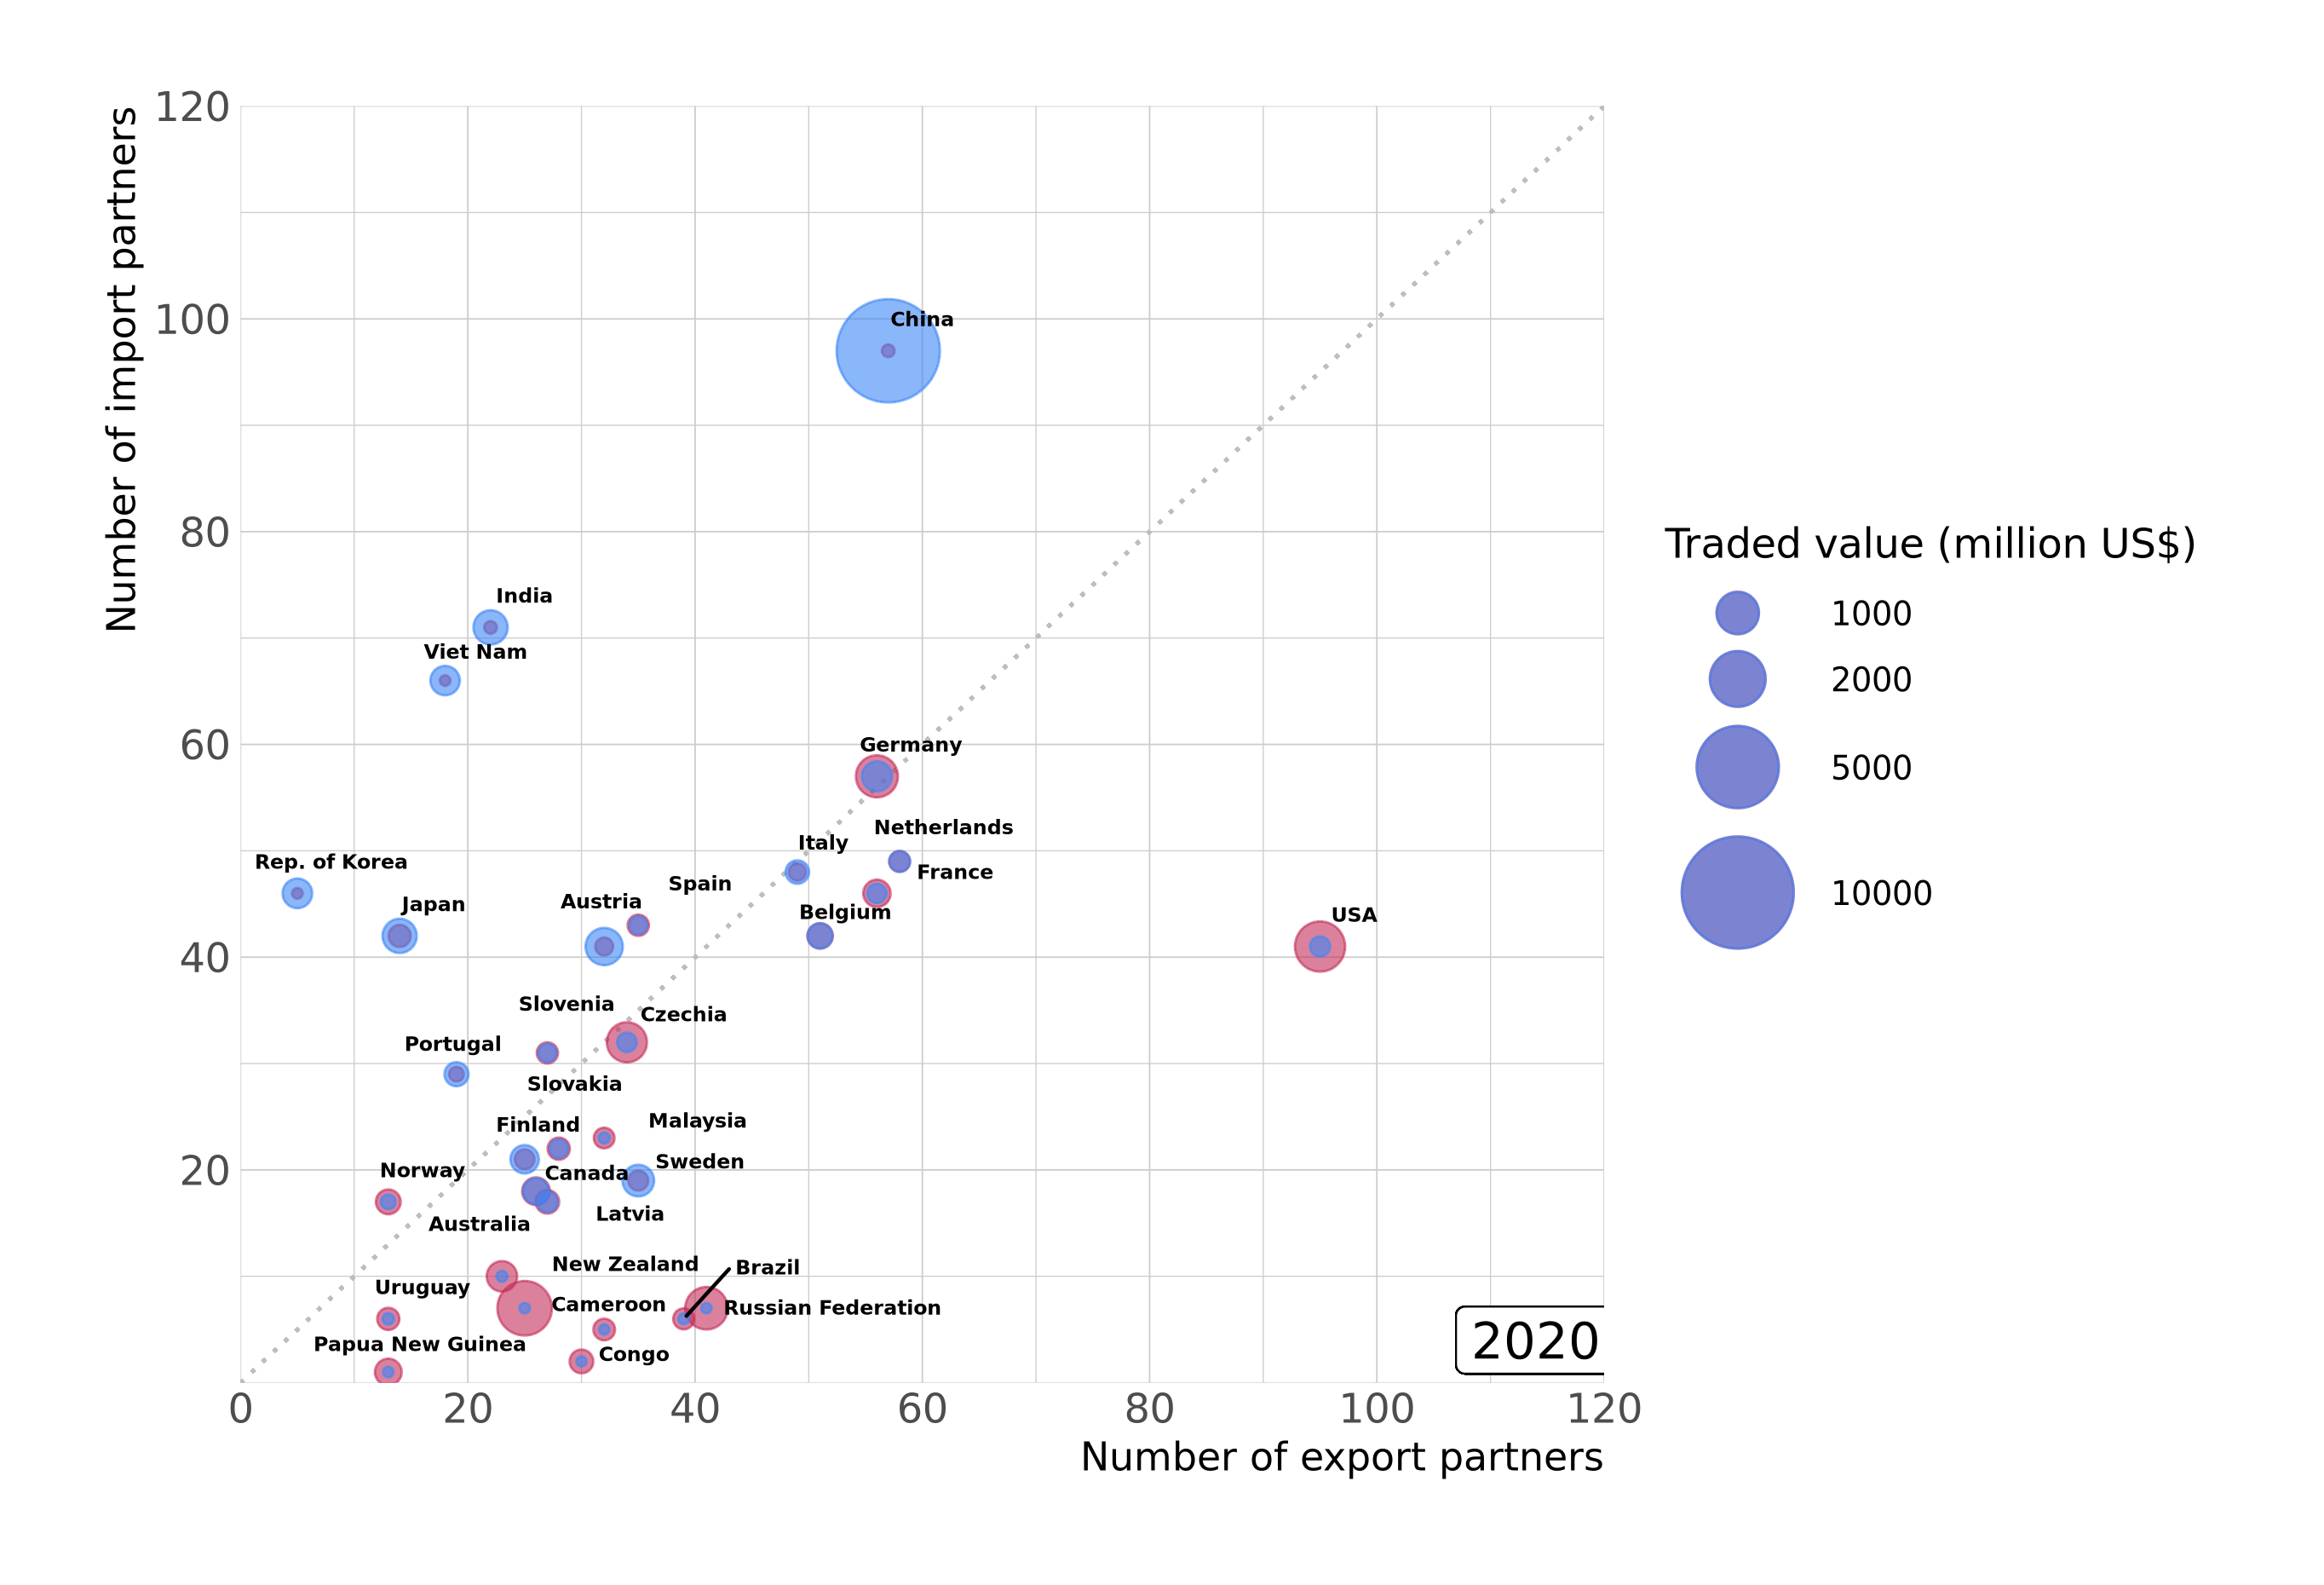 120
100
80
60
40
20
Number of import partners
China
India
Viet Nam
Germany
Netherlands
Italy
Rep. of Korea
France
Spain
Austria
Japan
Belgium
USA
Slovenia
Czechia
Portugal
Slovakia
Malaysia
Finland
Sweden
Norway
Canada
Latvia
Australia
New Zealand
Brazil
Uruguay
Cameroon
Russian Federation
Papua New Guinea
Congo
2020
0
20
40
60
80
100
120
Number of export partners
Traded value (million US$)
1000
2000
5000
10000